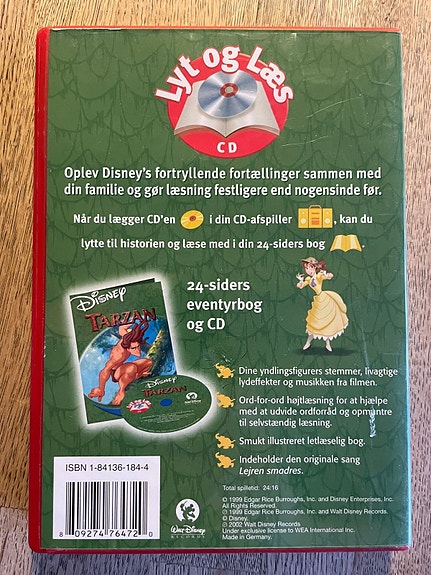 Lyt og Læs
CD
Oplev Disney's fortryllende fortællinger sammen med
din familie og gør læsning festligere end nogensinde før.
Når du lægger CD'en i din CD-afspiller , kan du
lytte til historien og læse med i din 24-siders bog .
24-siders
eventyrbog
og CD
DISNEY
TARZAN
DISNEY
TARZAN
Dine yndlingsfigurers stemmer, livagtige
lydeffekter og musikken fra filmen.
Ord-for-ord højtlæsning for at hjælpe
med at udvide ordforråd og opmuntre
til selvstændig læsning.
Smukt illustreret letlæselig bog.
Indeholder den originale sang
Lejren smadres.
ISBN 1-84136-184-4
8 09274 76472 0
Walt Disney
RECORDS
Total spilletid: 24:16
© 1999 Edgar Rice Burroughs, Inc. and Disney Enterprises, Inc.
All Rights Reserved.
℗ 1999 Edgar Rice Burroughs, Inc. and Walt Disney Records.
© Disney.
℗ 2002 Walt Disney Records
Under exclusive license to WEA International Inc.
Made in Germany.